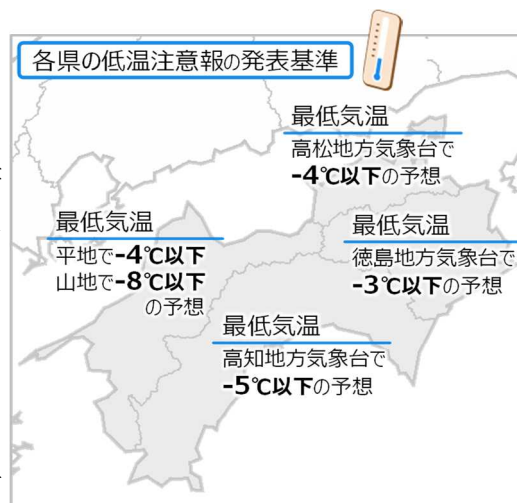 各県の低温注意報の発表基準
最低気温
高松地方気象台で
-4℃以下の予想
最低気温
平地で-4℃以下
山地で-8℃以下
の予想
最低気温
徳島地方気象台で
-3℃以下の予想
最低気温
高知地方気象台で
-5℃以下の予想